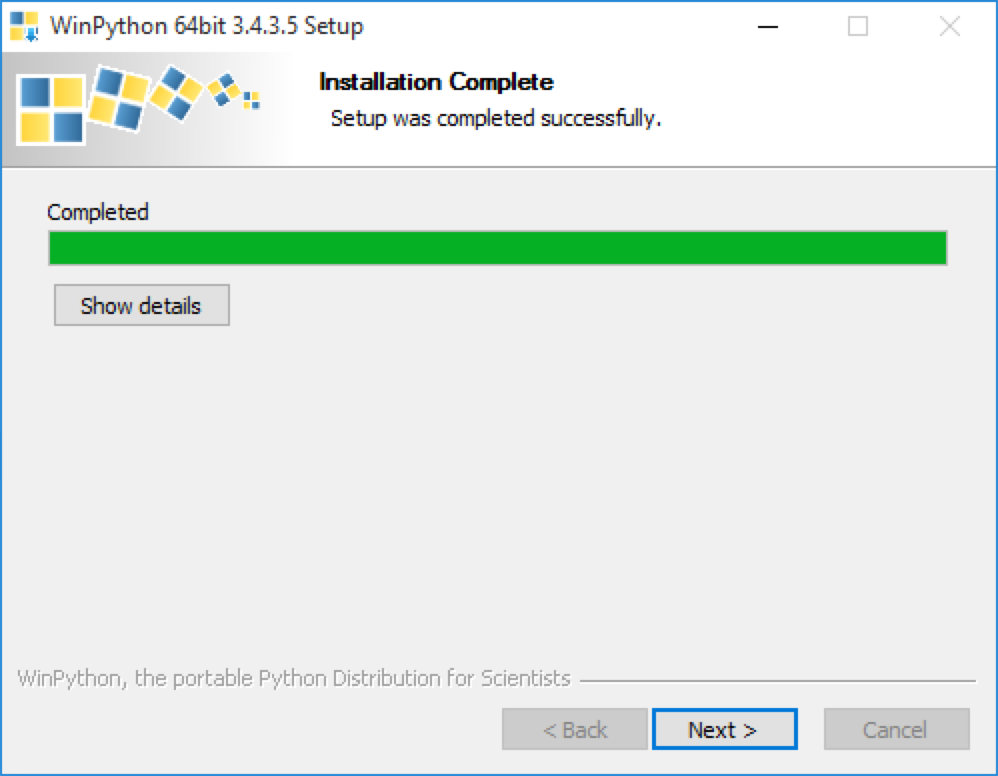 WinPython 64bit 3.4.3.5 Setup
Installation Complete
Setup was completed successfully.
Completed
Show details
WinPython, the portable Python Distribution for Scientists
< Back Next > Cancel